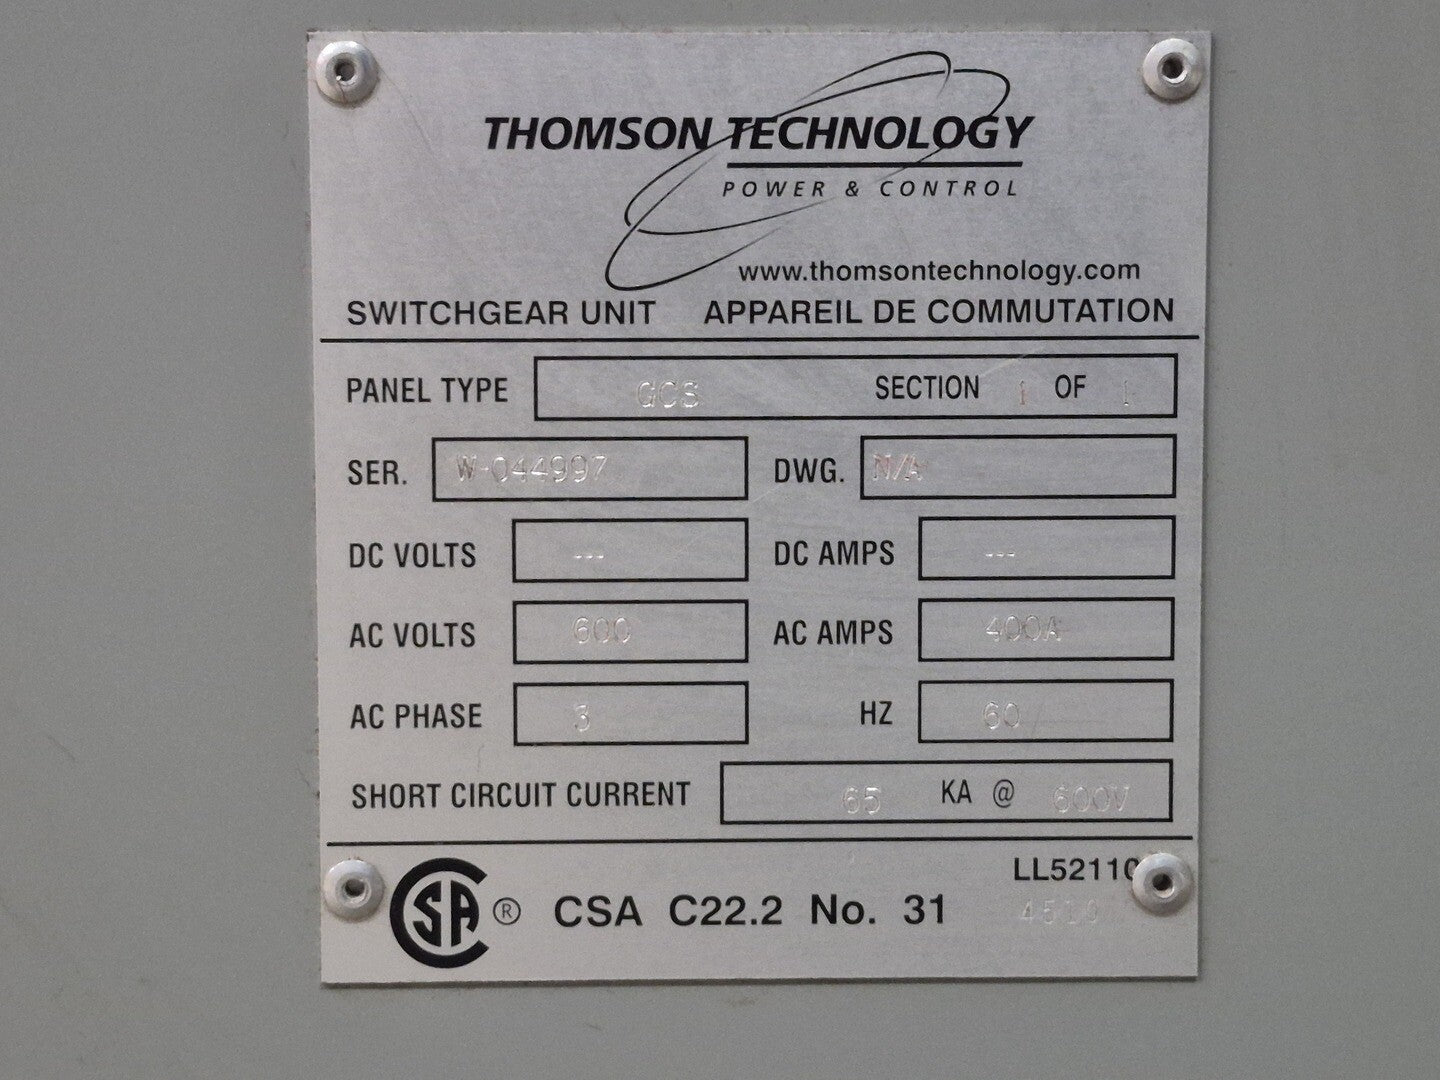 THOMSON TECHNOLOGY
POWER & CONTROL
www.thomsontechnology.com
SWITCHGEAR UNIT APPAREIL DE COMMUTATION
PANEL TYPE GCS SECTION 1 OF 1
SER. W-044997 DWG. N/A
DC VOLTS --- DC AMPS ---
AC VOLTS 600 AC AMPS 400A
AC PHASE 3 HZ 60
SHORT CIRCUIT CURRENT 65 KA @ 600V
LL52110
CSA ® CSA C22.2 No. 31 4510